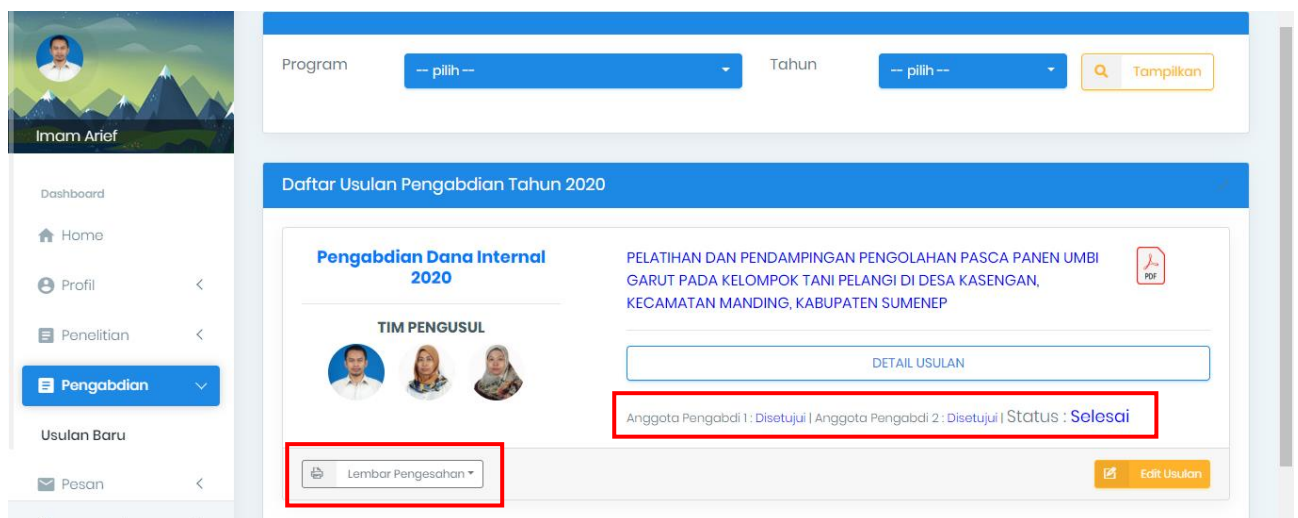 Imam Arief
Dashboard
Home
Profil
Penelitian
Pengabdian
Usulan Baru
Pesan
Program
-- pilih --
Tahun
-- pilih --
Tampilkan
Daftar Usulan Pengabdian Tahun 2020
Pengabdian Dana Internal
2020
TIM PENGUSUL
PELATIHAN DAN PENDAMPINGAN PENGOLAHAN PASCA PANEN UMBI
GARUT PADA KELOMPOK TANI PELANGI DI DESA KASENGAN,
KECAMATAN MANDING, KABUPATEN SUMENEP
PDF
DETAIL USULAN
Anggota Pengabdi 1 : Disetujui | Anggota Pengabdi 2 : Disetujui | Status : Selesai
Lembar Pengesahan
Edit Usulan